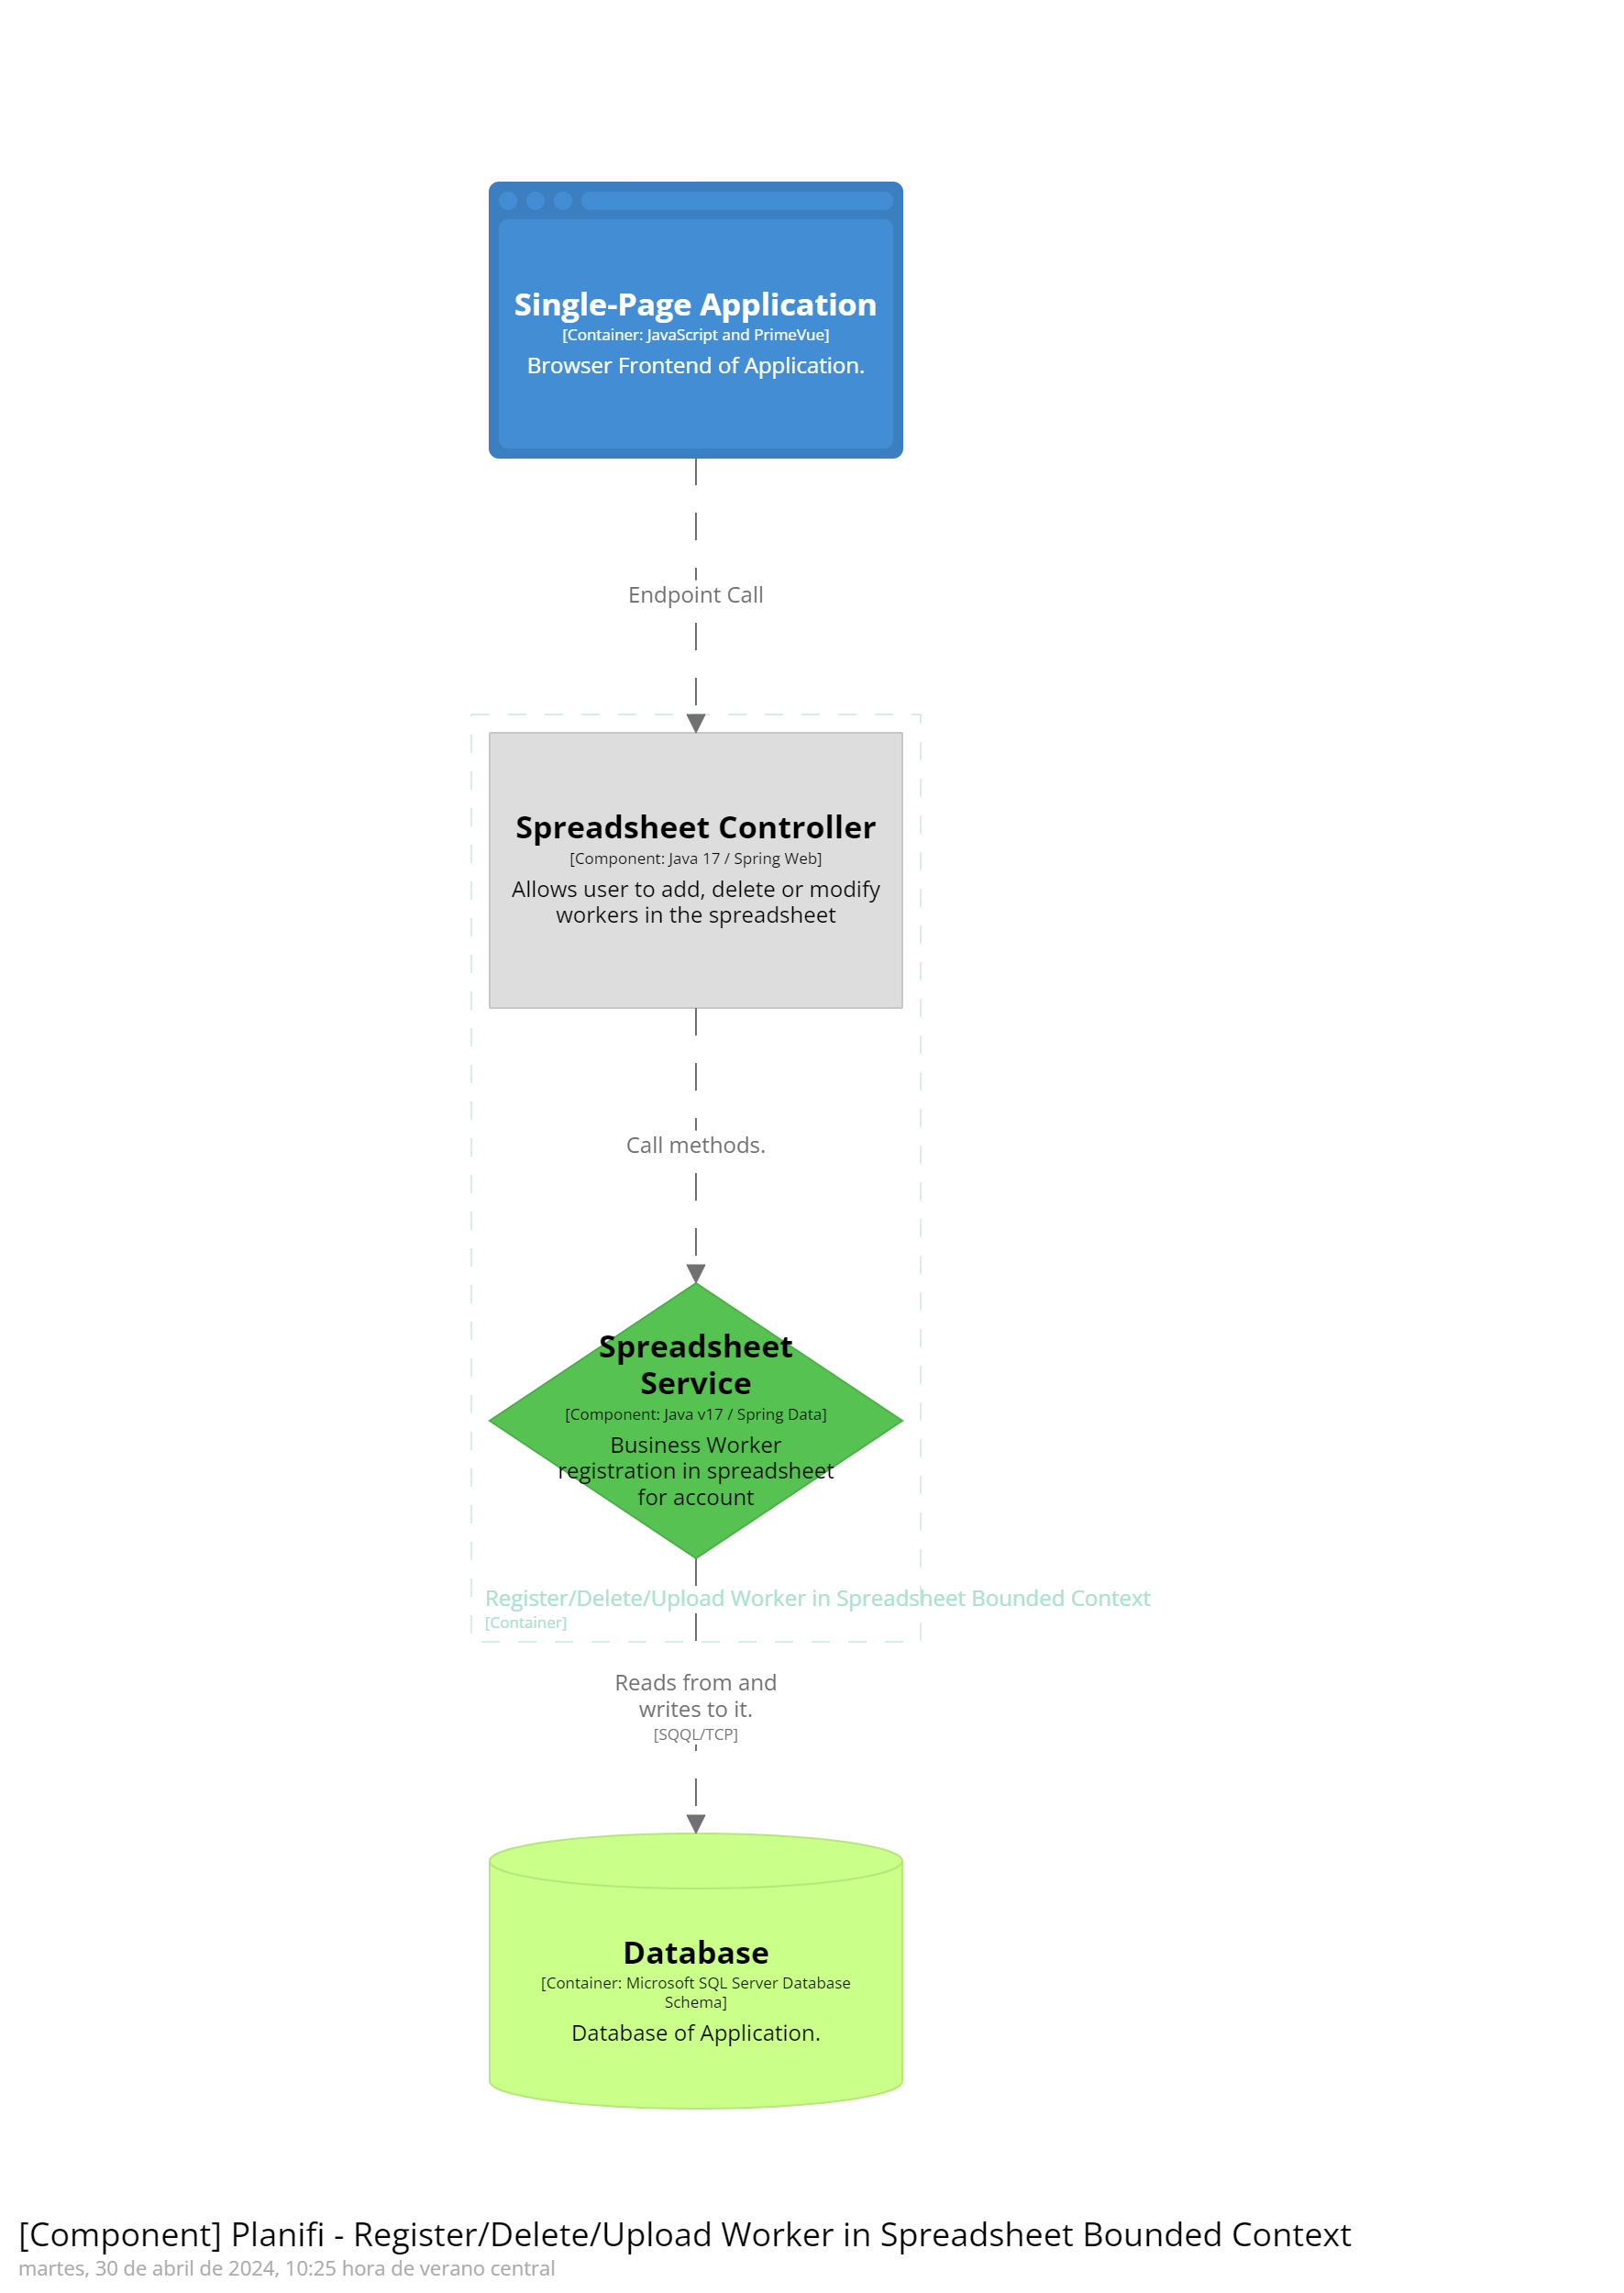 Single-Page Application
[Container: JavaScript and PrimeVue]
Browser Frontend of Application.
Endpoint Call
Spreadsheet Controller
[Component: Java 17 / Spring Web]
Allows user to add, delete or modify
workers in the spreadsheet
Call methods.
Spreadsheet
Service
[Component: Java v17 / Spring Data]
Business Worker
registration in spreadsheet
for account
Register/Delete/Upload Worker in Spreadsheet Bounded Context
[Container]
Reads from and
writes to it.
[SQQL/TCP]
Database
[Container: Microsoft SQL Server Database
Schema]
Database of Application.
[Component] Planifi - Register/Delete/Upload Worker in Spreadsheet Bounded Context
martes, 30 de abril de 2024, 10:25 hora de verano central